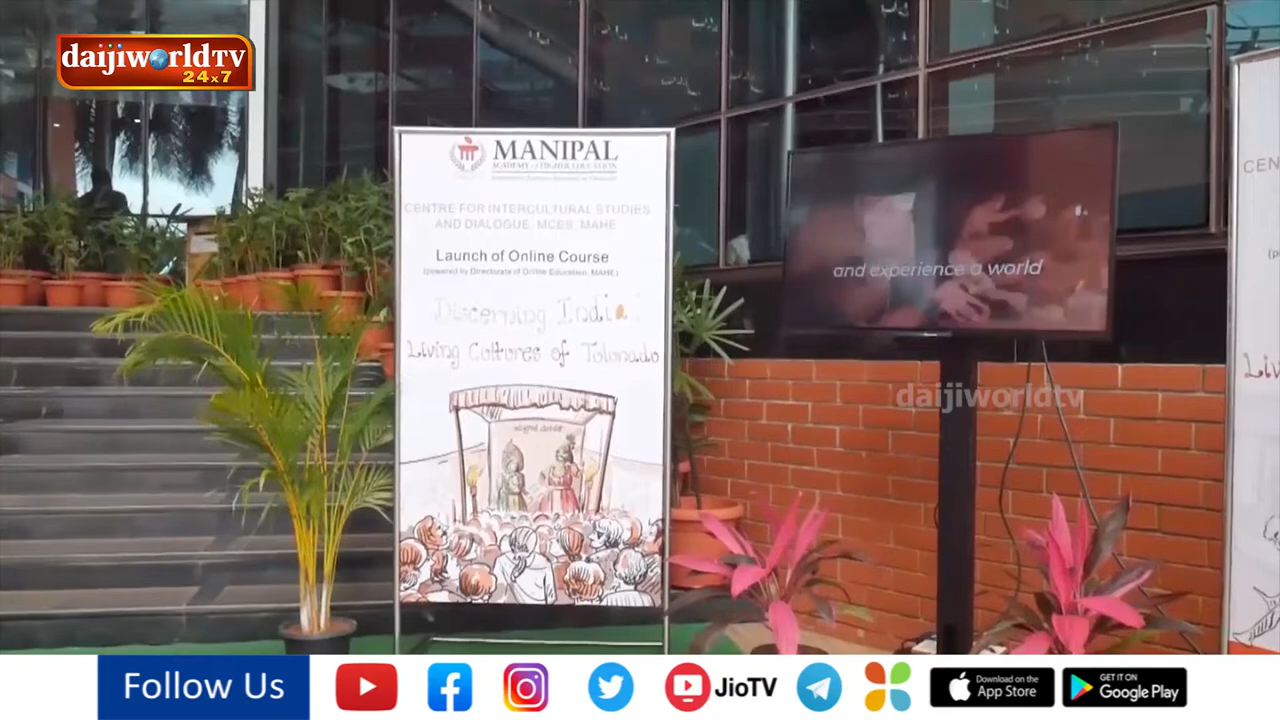 daijiworldTV
24x7
MANIPAL
ACADEMY of HIGHER EDUCATION
CENTRE FOR INTERCULTURAL STUDIES
AND DIALOGUE, MCES, MAHE
Launch of Online Course
(powered by Directorate of Online Education, MAHE)
Discerning India:
Living Cultures of Tulunadu
and experience a world
daijiworldtv
CEN
(p
Liv
Follow Us
JioTV
Download on the
App Store
GET IT ON
Google Play